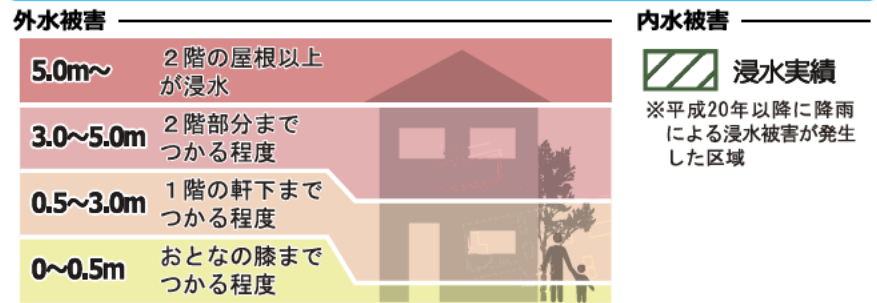 外水被害
5.0m～
２階の屋根以上
が浸水
3.0～5.0m
２階部分まで
つかる程度
0.5～3.0m
１階の軒下まで
つかる程度
0～0.5m
おとなの膝まで
つかる程度
内水被害
浸水実績
※平成20年以降に降雨
による浸水被害が発生
した区域